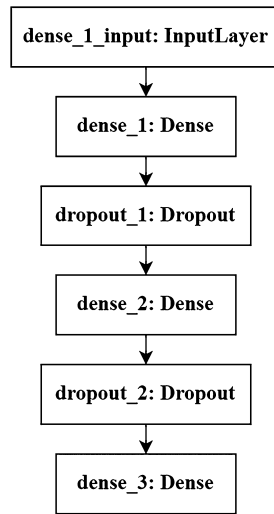 dense_1_input: InputLayer
dense_1: Dense
dropout_1: Dropout
dense_2: Dense
dropout_2: Dropout
dense_3: Dense